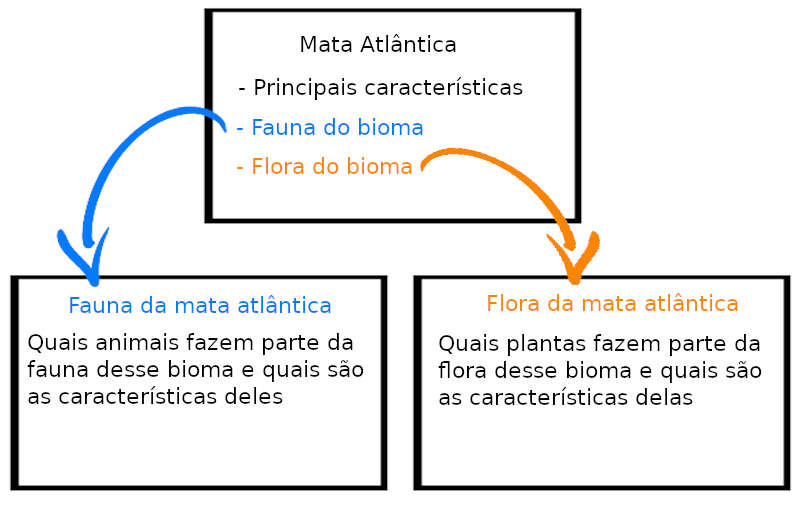 Mata Atlântica
- Principais características
- Fauna do bioma
- Flora do bioma
Fauna da mata atlântica
Quais animais fazem parte da
fauna desse bioma e quais são
as características deles
Flora da mata atlântica
Quais plantas fazem parte da
flora desse bioma e quais são
as características delas